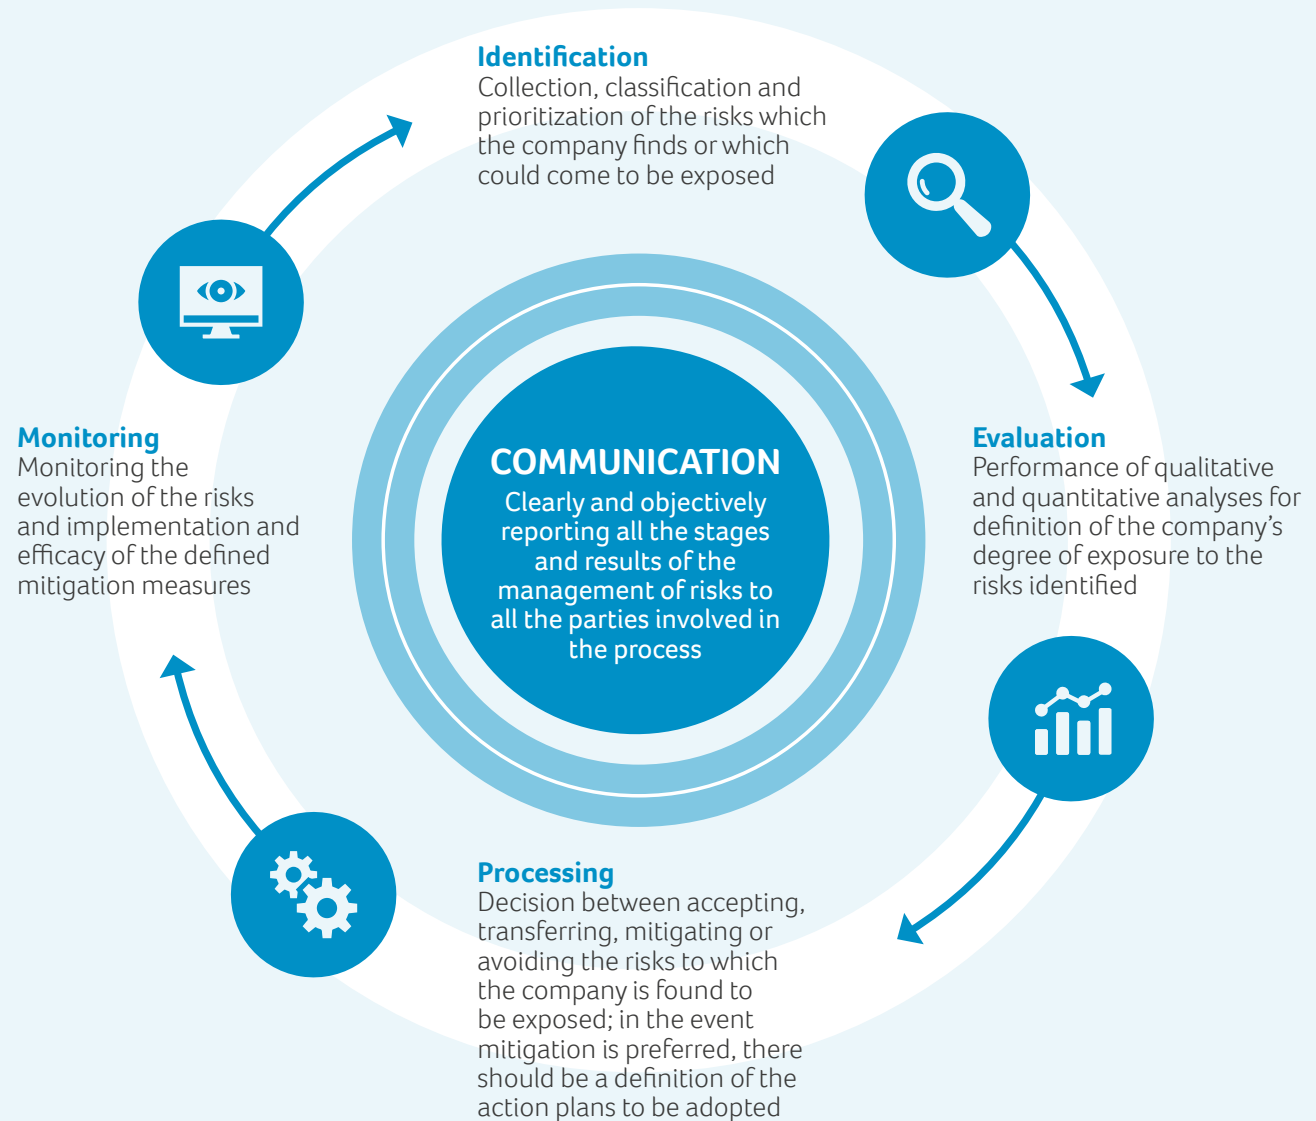 Identification
Collection, classification and
prioritization of the risks which
the company finds or which
could come to be exposed
Monitoring
Monitoring the
evolution of the risks
and implementation and
efficacy of the defined
mitigation measures
COMMUNICATION
Clearly and objectively
reporting all the stages
and results of the
management of risks to
all the parties involved in
the process
Evaluation
Performance of qualitative
and quantitative analyses for
definition of the company’s
degree of exposure to the
risks identified
Processing
Decision between accepting,
transferring, mitigating or
avoiding the risks to which
the company is found to
be exposed; in the event
mitigation is preferred, there
should be a definition of the
action plans to be adopted